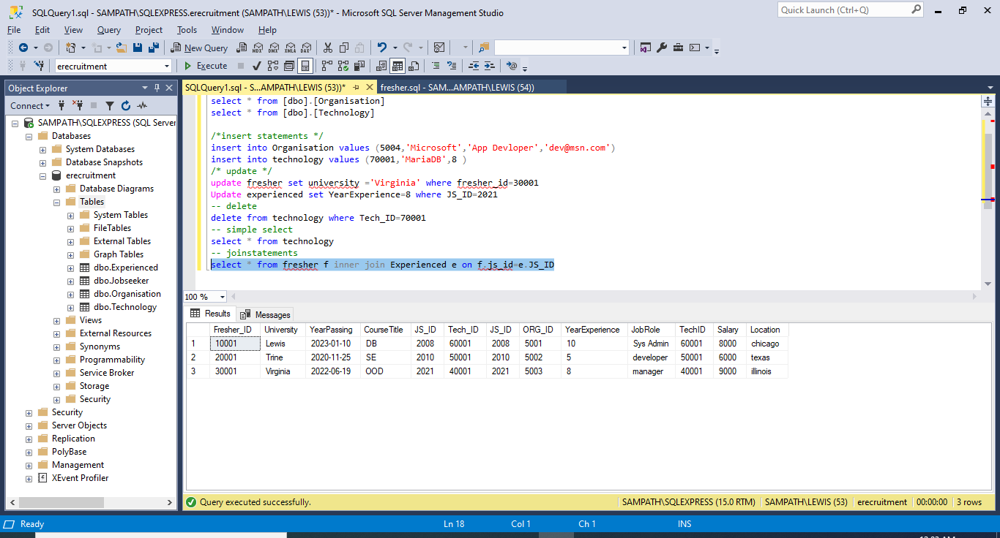 SQLQuery1.sql - SAMPATH\SQLEXPRESS.erecruitment (SAMPATH\LEWIS (53))* - Microsoft SQL Server Management Studio
Quick Launch (Ctrl+Q)
File Edit View Query Project Tools Window Help
New Query MDX DMX XMLA DAX
erecruitment Execute
Object Explorer
Connect
SAMPATH\SQLEXPRESS (SQL Server
Databases
System Databases
Database Snapshots
erecruitment
Database Diagrams
Tables
System Tables
FileTables
External Tables
Graph Tables
dbo.Experienced
dbo.Jobseeker
dbo.Organisation
dbo.Technology
Views
External Resources
Synonyms
Programmability
Service Broker
Storage
Security
Security
Server Objects
Replication
PolyBase
Management
XEvent Profiler
SQLQuery1.sql - S...AMPATH\LEWIS (53))* fresher.sql - SAM...AMPATH\LEWIS (54))
select * from [dbo].[Organisation]
select * from [dbo].[Technology]
/*insert statements */
insert into Organisation values (5004,'Microsoft','App Devloper','dev@msn.com')
insert into technology values (70001,'MariaDB',8 )
/* update */
update fresher set university ='Virginia' where fresher_id=30001
Update experienced set YearExperience=8 where JS_ID=2021
-- delete
delete from technology where Tech_ID=70001
-- simple select
select * from technology
-- joinstatements
select * from fresher f inner join Experienced e on f.js_id=e.JS_ID
100 %
Results Messages
Fresher_ID University YearPassing CourseTitle JS_ID Tech_ID JS_ID ORG_ID YearExperience JobRole TechID Salary Location
1 10001 Lewis 2023-01-10 DB 2008 60001 2008 5001 10 Sys Admin 60001 8000 chicago
2 20001 Trine 2020-11-25 SE 2010 50001 2010 5002 5 developer 50001 6000 texas
3 30001 Virginia 2022-06-19 OOD 2021 40001 2021 5003 8 manager 40001 9000 illinois
Query executed successfully. SAMPATH\SQLEXPRESS (15.0 RTM) SAMPATH\LEWIS (53) erecruitment 00:00:00 3 rows
Ready Ln 18 Col 1 Ch 1 INS